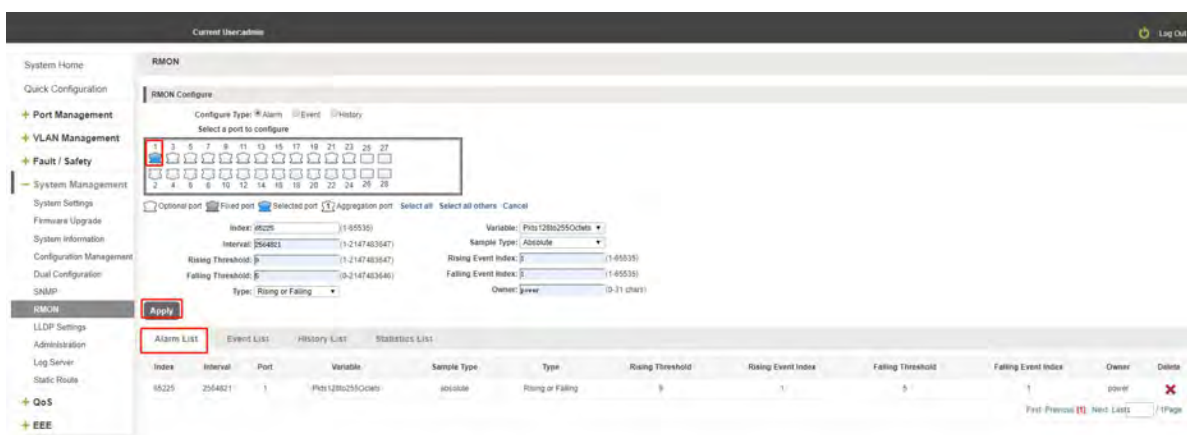 Current User:admin
Log Out
System Home
Quick Configuration
Port Management
VLAN Management
Fault / Safety
System Management
System Settings
Firmware Upgrade
System Information
Configuration Management
Dual Configuration
SNMP
RMON
LLDP Settings
Administration
Log Server
Static Route
QoS
EEE
RMON
RMON Configure
Configure Type: Alarm Event History
Select a port to configure
1 3 5 7 9 11 13 15 17 19 21 23 25 27
2 4 6 8 10 12 14 16 18 20 22 24 26 28
Optional port Fixed port Selected port 1 Aggregation port Select all Select all others Cancel
Index: 65225 (1-65535) Variable: Pkts128to255Octets
Interval: 2564821 (1-2147483647) Sample Type: Absolute
Rising Threshold: 9 (1-2147483647) Rising Event Index: 1 (1-65535)
Falling Threshold: 5 (0-2147483646) Falling Event Index: 1 (1-65535)
Type: Rising or Falling Owner: power (0-31 chars)
Apply
Alarm List Event List History List Statistics List
Index Interval Port Variable Sample Type Type Rising Threshold Rising Event Index Falling Threshold Falling Event Index Owner Delete
65225 2564821 1 Pkts128to255Octets absolute Rising or Falling 9 1 5 1 power
First Previous [1] Next Lasts / 1Page